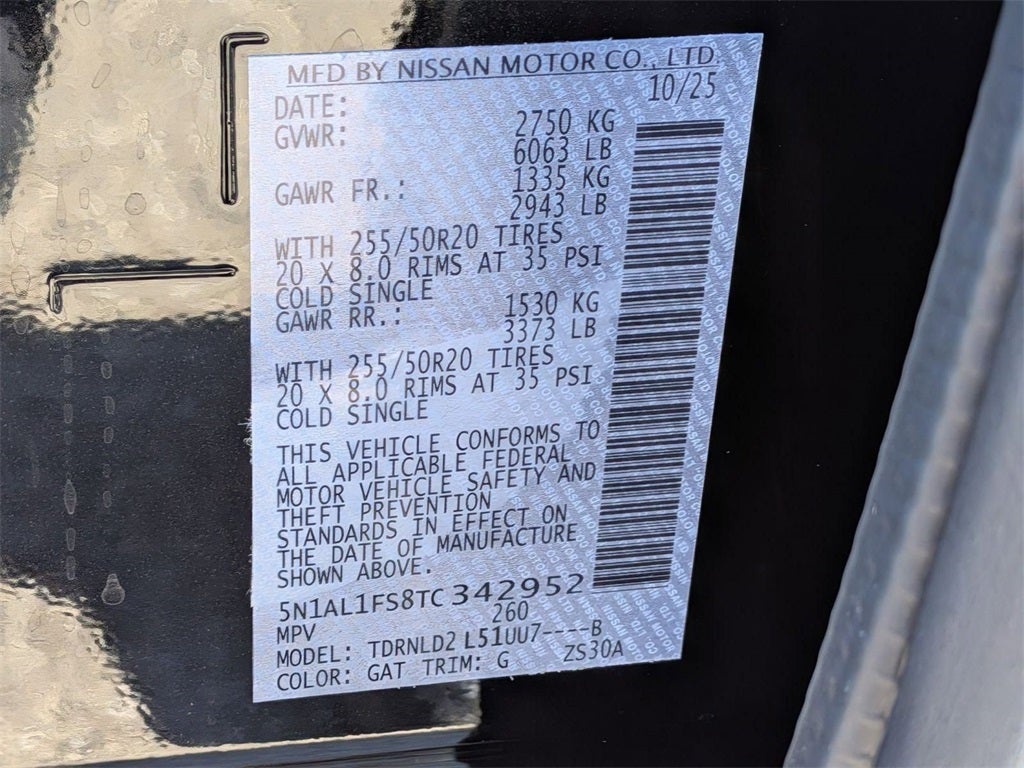 MFD BY NISSAN MOTOR CO., LTD.
DATE: 10/25
GVWR: 2750 KG
6063 LB
GAWR FR.: 1335 KG
2943 LB
WITH 255/50R20 TIRES
20 X 8.0 RIMS AT 35 PSI
COLD SINGLE
GAWR RR.: 1530 KG
3373 LB
WITH 255/50R20 TIRES
20 X 8.0 RIMS AT 35 PSI
COLD SINGLE
THIS VEHICLE CONFORMS TO
ALL APPLICABLE FEDERAL
MOTOR VEHICLE SAFETY AND
THEFT PREVENTION
STANDARDS IN EFFECT ON
THE DATE OF MANUFACTURE
SHOWN ABOVE.
5N1AL1FS8TC342952
MPV 260
MODEL: TDRNLD2 L51UU7----B
COLOR: GAT TRIM: G ZS30A